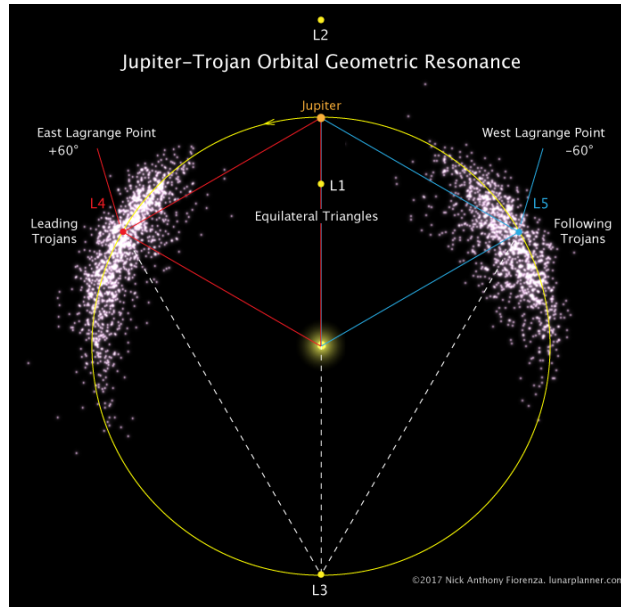 L2
Jupiter–Trojan Orbital Geometric Resonance
Jupiter
East Lagrange Point
+60°
West Lagrange Point
–60°
L1
L4
L5
Equilateral Triangles
Leading
Trojans
Following
Trojans
L3
©2017 Nick Anthony Fiorenza. lunarplanner.com